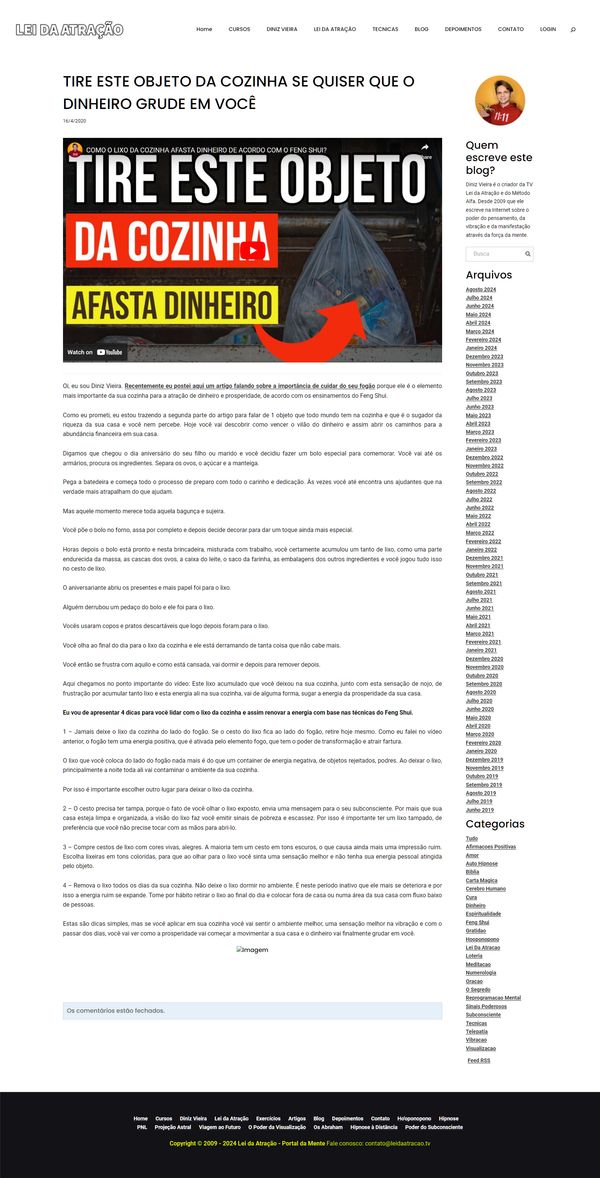 LEI DA ATRAÇÃO
Home CURSOS DINIZ VIEIRA LEI DA ATRAÇÃO TECNICAS BLOG DEPOIMENTOS CONTATO LOGIN
TIRE ESTE OBJETO DA COZINHA SE QUISER QUE O
DINHEIRO GRUDE EM VOCÊ
16/4/2020
COMO O LIXO DA COZINHA AFASTA DINHEIRO DE ACORDO COM O FENG SHUI?
Share
TIRE ESTE OBJETO
DA COZINHA
AFASTA DINHEIRO
Watch on YouTube
Oi, eu sou Diniz Vieira. Recentemente eu postei aqui um artigo falando sobre a importância de cuidar do seu fogão porque ele é o elemento
mais importante da sua cozinha para a atração de dinheiro e prosperidade, de acordo com os ensinamentos do Feng Shui.
Como eu prometi, eu estou trazendo a segunda parte do artigo para falar de 1 objeto que todo mundo tem na cozinha e que é o sugador da
riqueza da sua casa e você nem percebe. Hoje você vai descobrir como vencer o vilão do dinheiro e assim abrir os caminhos para a
abundância financeira em sua casa.
Digamos que chegou o dia aniversário do seu filho ou marido e você decidiu fazer um bolo especial para comemorar. Você vai até os
armários, procura os ingredientes. Separa os ovos, o açúcar e a manteiga.
Pega a batedeira e começa todo o processo de preparo com todo o carinho e dedicação. Às vezes você até encontra uns ajudantes que na
verdade mais atrapalham do que ajudam.
Mas aquele momento merece toda aquela bagunça e sujeira.
Você põe o bolo no forno, assa por completo e depois decide decorar para dar um toque ainda mais especial.
Horas depois o bolo está pronto e nesta brincadeira, misturada com trabalho, você certamente acumulou um tanto de lixo, como uma parte
endurecida da massa, as cascas dos ovos, a caixa do leite, o saco da farinha, as embalagens dos outros ingredientes e você jogou tudo isso
no cesto de lixo.
O aniversariante abriu os presentes e mais papel foi para o lixo.
Alguém derrubou um pedaço do bolo e ele foi para o lixo.
Vocês usaram copos e pratos descartáveis que logo depois foram para o lixo.
Você olha ao final do dia para o lixo da cozinha e ele está derramando de tanta coisa que não cabe mais.
Você então se frustra com aquilo e como está cansada, vai dormir e depois para remover depois.
Aqui chegamos no ponto importante do vídeo: Este lixo acumulado que você deixou na sua cozinha, junto com esta sensação de nojo, de
frustração por acumular tanto lixo e esta energia ali na sua cozinha, vai de alguma forma, sugar a energia da prosperidade da sua casa.
Eu vou de apresentar 4 dicas para você lidar com o lixo da cozinha e assim renovar a energia com base nas técnicas do Feng Shui.
1 – Jamais deixe o lixo da cozinha do lado do fogão. Se o cesto do lixo fica ao lado do fogão, retire hoje mesmo. Como eu falei no vídeo
anterior, o fogão tem uma energia positiva, que é ativada pelo elemento fogo, que tem o poder de transformação e atrair fartura.
O lixo que você coloca do lado do fogão nada mais é do que um container de energia negativa, de objetos rejeitados, podres. Ao deixar o lixo,
principalmente a noite toda ali vai contaminar o ambiente da sua cozinha.
Por isso é importante escolher outro lugar para deixar o lixo da cozinha.
2 – O cesto precisa ter tampa, porque o fato de você olhar o lixo exposto, envia uma mensagem para o seu subconsciente. Por mais que sua
casa esteja limpa e organizada, a visão do lixo faz você emitir sinais de pobreza e escassez. Por isso é importante ter um lixo tampado, de
preferência que você não precise tocar com as mãos para abri-lo.
3 – Compre cestos de lixo com cores vivas, alegres. A maioria tem um cesto em tons escuros, o que causa ainda mais uma impressão ruim.
Escolha lixeiras em tons coloridas, para que ao olhar para o lixo você sinta uma sensação melhor e não tenha sua energia pessoal atingida
pelo objeto.
4 – Remova o lixo todos os dias da sua cozinha. Não deixe o lixo dormir no ambiente. É neste período inativo que ele mais se deteriora e por
isso a energia ruim se expande. Tome por hábito retirar o lixo ao final do dia e colocar fora de casa ou numa área da sua casa com fluxo baixo
de pessoas.
Estas são dicas simples, mas se você aplicar em sua cozinha você vai sentir o ambiente melhor, uma sensação melhor na vibração e com o
passar dos dias, você vai ver como a prosperidade vai começar a movimentar a sua casa e o dinheiro vai finalmente grudar em você.
Imagem
Os comentários estão fechados.
11:11
Quem
escreve este
blog?
Diniz Vieira é o criador da TV
Lei da Atração e do Método
Alfa. Desde 2009 que ele
escreve na Internet sobre o
poder do pensamento, da
vibração e da manifestação
através da força da mente.
Busca
Arquivos
Agosto 2024
Julho 2024
Junho 2024
Maio 2024
Abril 2024
Março 2024
Fevereiro 2024
Janeiro 2024
Dezembro 2023
Novembro 2023
Outubro 2023
Setembro 2023
Agosto 2023
Julho 2023
Junho 2023
Maio 2023
Abril 2023
Março 2023
Fevereiro 2023
Janeiro 2023
Dezembro 2022
Novembro 2022
Outubro 2022
Setembro 2022
Agosto 2022
Julho 2022
Junho 2022
Maio 2022
Abril 2022
Março 2022
Fevereiro 2022
Janeiro 2022
Dezembro 2021
Novembro 2021
Outubro 2021
Setembro 2021
Agosto 2021
Julho 2021
Junho 2021
Maio 2021
Abril 2021
Março 2021
Fevereiro 2021
Janeiro 2021
Dezembro 2020
Novembro 2020
Outubro 2020
Setembro 2020
Agosto 2020
Julho 2020
Junho 2020
Maio 2020
Abril 2020
Março 2020
Fevereiro 2020
Janeiro 2020
Dezembro 2019
Novembro 2019
Outubro 2019
Setembro 2019
Agosto 2019
Julho 2019
Junho 2019
Categorias
Tudo
Afirmacoes Positivas
Amor
Auto Hipnose
Biblia
Carta Magica
Cerebro Humano
Cura
Dinheiro
Espiritualidade
Feng Shui
Gratidao
Hooponopono
Lei Da Atracao
Loteria
Meditacao
Numerologia
Oracao
O Segredo
Reprogramacao Mental
Sinais Poderosos
Subconsciente
Tecnicas
Telepatia
Vibracao
Visualizacao
Feed RSS
Home Cursos Diniz Vieira Lei da Atração Exercícios Artigos Blog Depoimentos Contato Ho'oponopono Hipnose
PNL Projeção Astral Viagem ao Futuro O Poder da Visualização Os Abraham Hipnose à Distância Poder do Subconsciente
Copyright © 2009 - 2024 Lei da Atração - Portal da Mente Fale conosco: contato@leidaatracao.tv